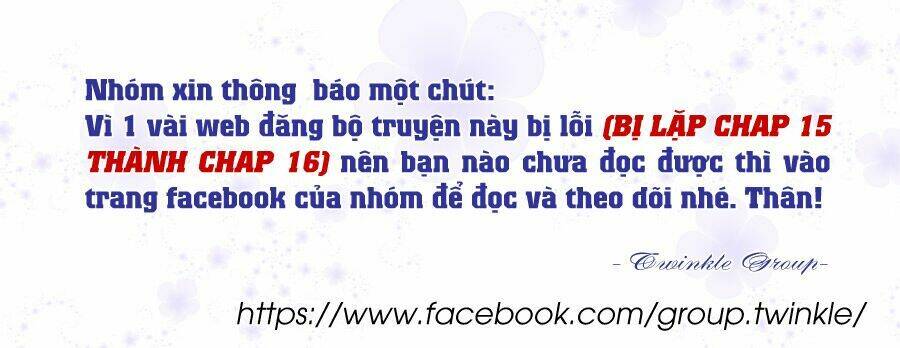 Nhóm xin thông báo một chút:
Vì 1 vài web đăng bộ truyện này bị lỗi (BỊ LẶP CHAP 15
THÀNH CHAP 16) nên bạn nào chưa đọc được thì vào
trang facebook của nhóm để đọc và theo dõi nhé. Thân!
- Twinkle Group-
https://www.facebook.com/group.twinkle/